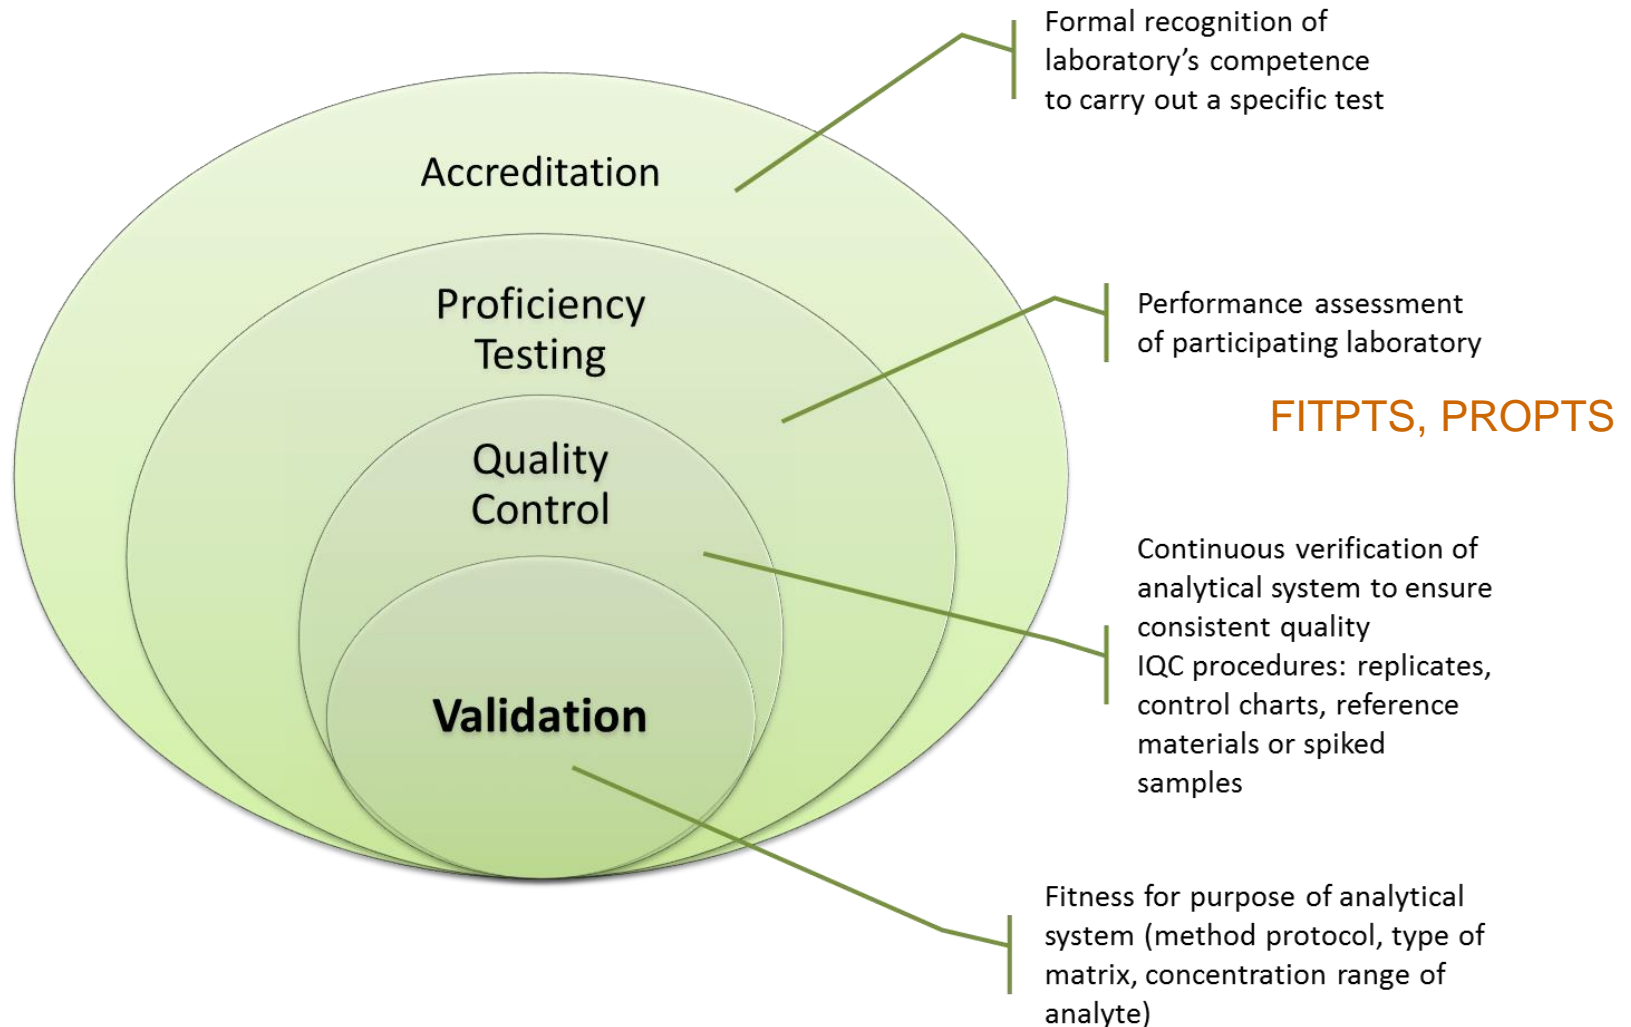 Formal recognition of
laboratory's competence
to carry out a specific test
Accreditation
Proficiency
Testing
Performance assessment
of participating laboratory
FITPTS, PROPTS
Quality
Control
Continuous verification of
analytical system to ensure
consistent quality
IQC procedures: replicates,
control charts, reference
materials or spiked
samples
Validation
Fitness for purpose of analytical
system (method protocol, type of
matrix, concentration range of
analyte)